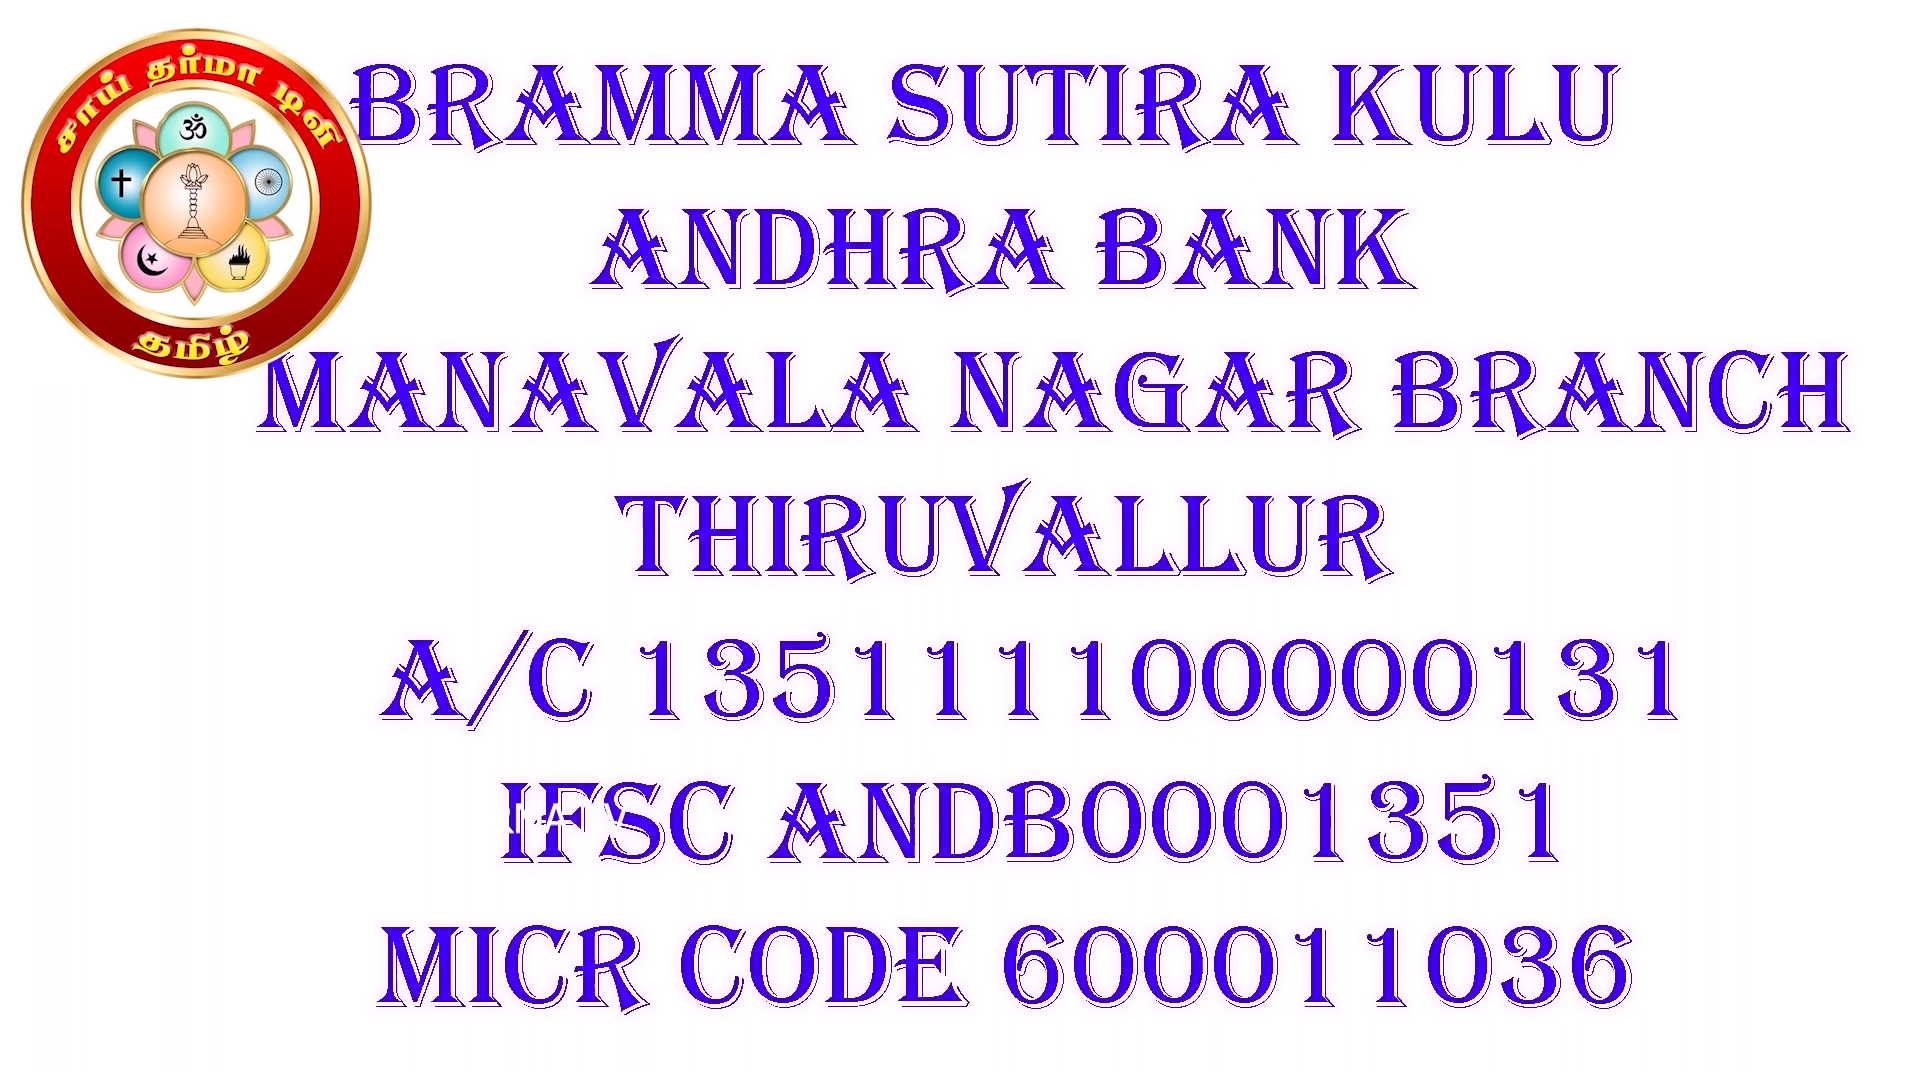 சாய் தர்மா டிவி
தமிழ்
BRAMMA SUTIRA KULU
ANDHRA BANK
MANAVALA NAGAR BRANCH
THIRUVALLUR
A/C 135111100000131
IFSC ANDB0001351
MICR CODE 600011036